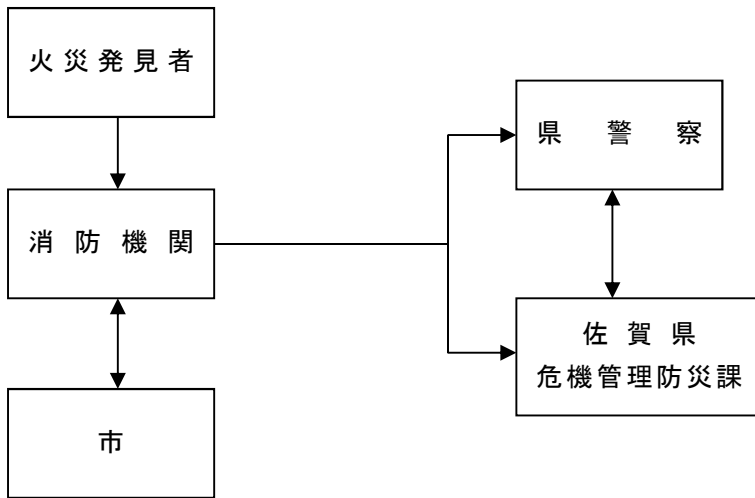 火災発見者
県警察
消防機関
佐賀県
危機管理防災課
市